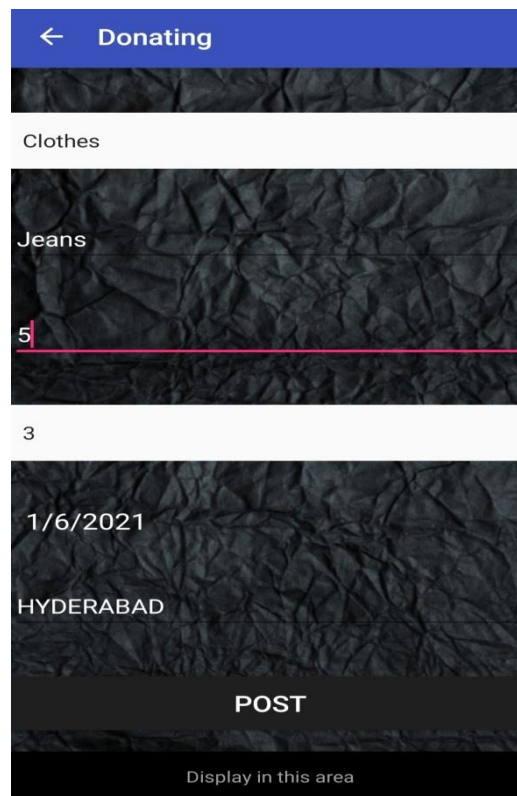 Donating
Clothes
Jeans
5
3
1/6/2021
HYDERABAD
POST
Display in this area